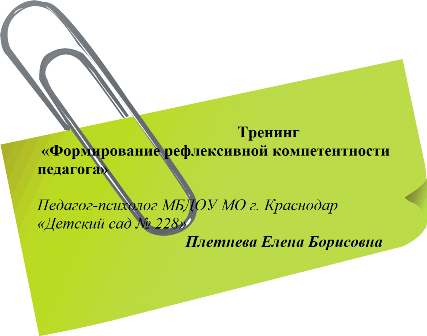 Тренинг
«Формирование рефлексивной компетентности
педагога»
Педагог-психолог МБДОУ МО г. Краснодар
«Детский сад № 228»
Плетнева Елена Борисовна